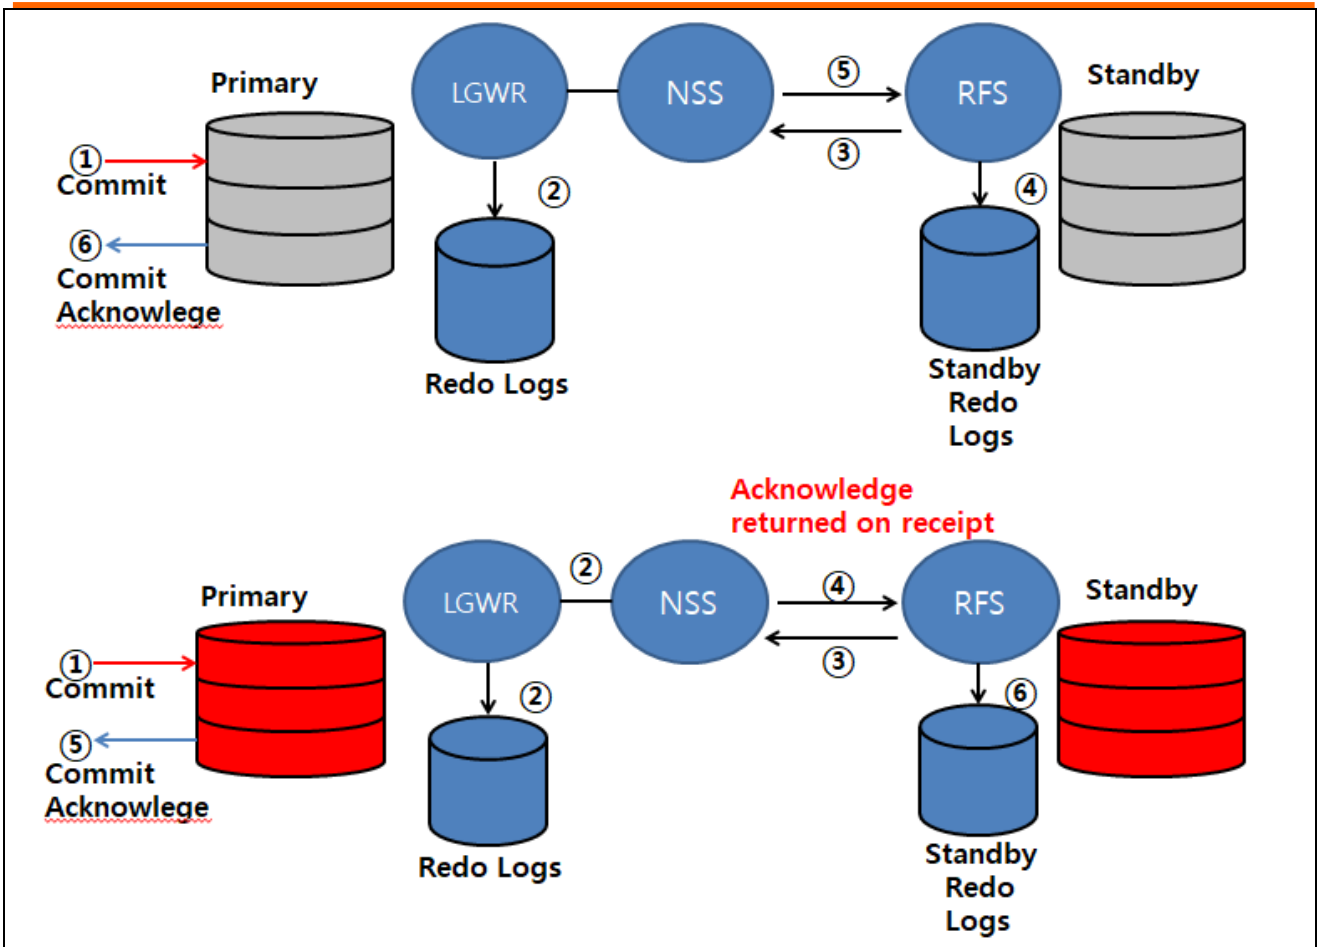 Primary
LGWR
NSS
⑤
RFS
Standby
①
Commit
③
②
④
⑥
Commit
Acknowlege
Redo Logs
Standby
Redo
Logs
Acknowledge
returned on receipt
Primary
LGWR
②
NSS
④
RFS
Standby
①
Commit
③
②
⑥
⑤
Commit
Acknowlege
Redo Logs
Standby
Redo
Logs